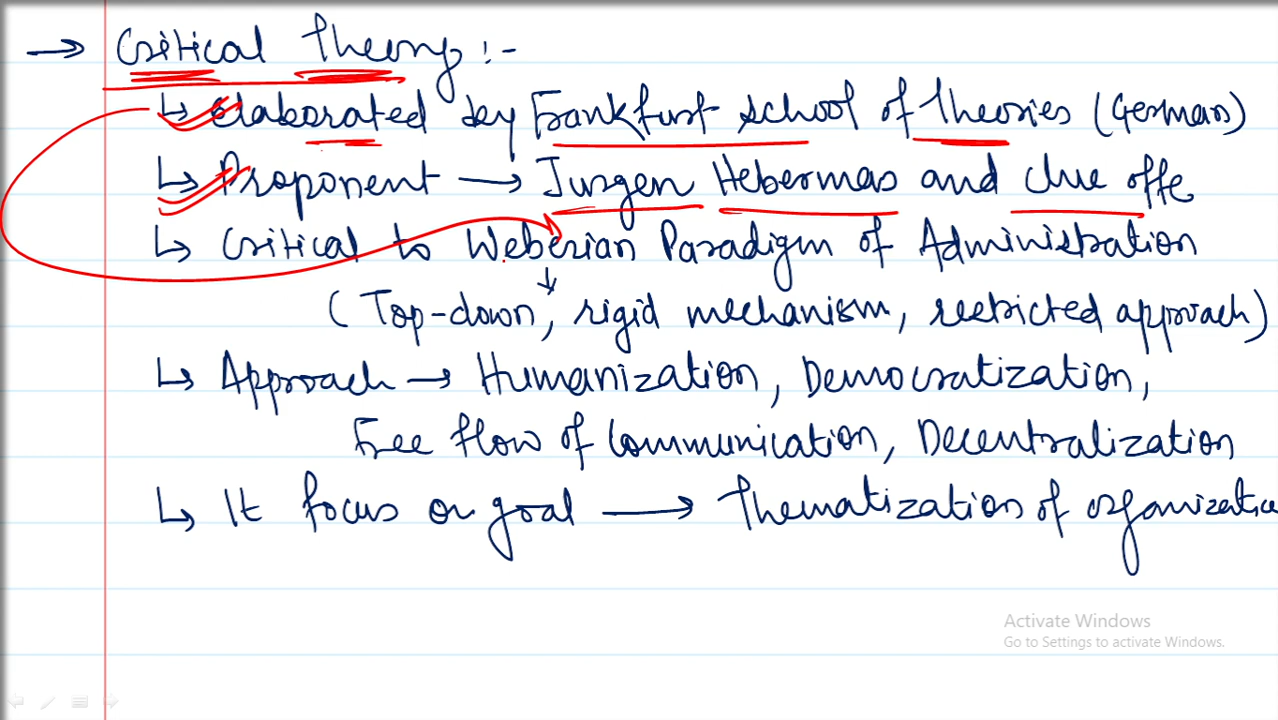 → Critical Theory :-
↳ Elaborated by Frankfurt School of Theories (German)
↳ Proponent → Jurgen Hebermas and Clue offe
↳ Critical to Weberian Paradigm of Administration
(Top-down, rigid mechanism, restricted approach)
↳ Approach → Humanization, Democratization,
Free flow of Communication, Decentralization
↳ It focus on goal → Thematization of organization
Activate Windows
Go to Settings to activate Windows.